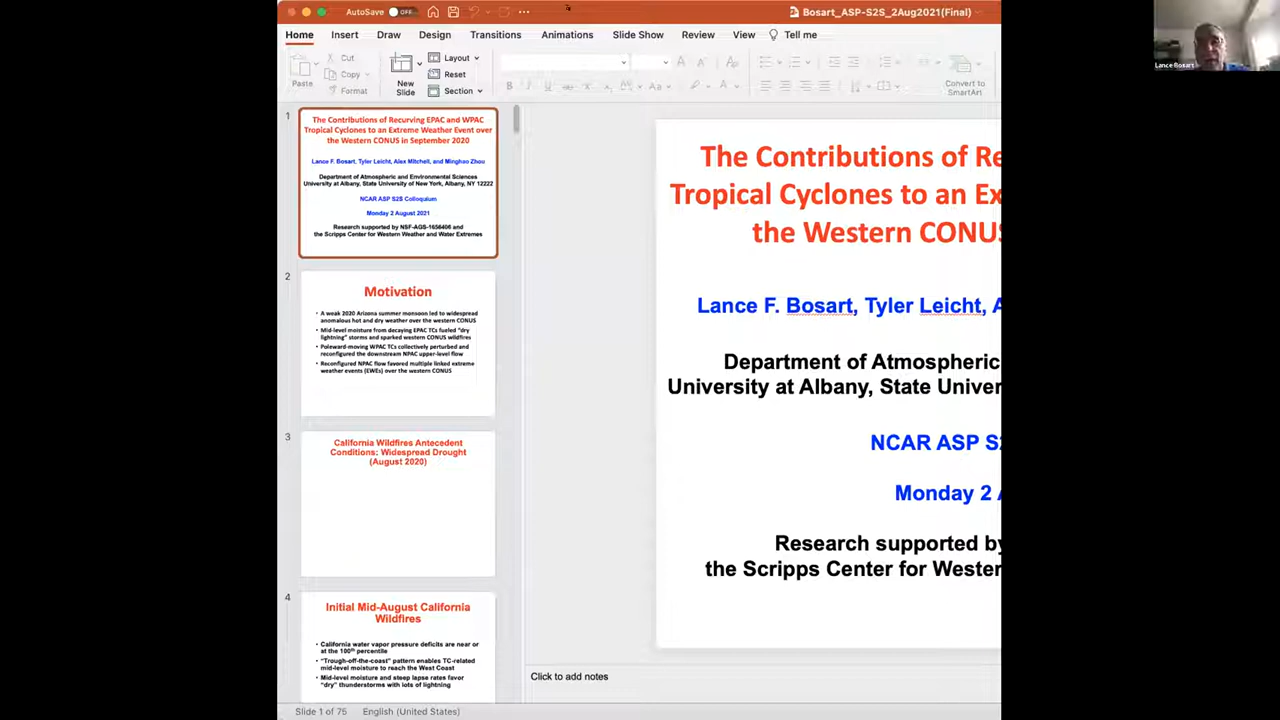 AutoSave OFF
Bosart_ASP-S2S_2Aug2021(Final)
Home Insert Draw Design Transitions Animations Slide Show Review View Tell me
Paste
Cut
Copy
Format
New
Slide
Layout
Reset
Section
Convert to
SmartArt
1
The Contributions of Recurving EPAC and WPAC
Tropical Cyclones to an Extreme Weather Event over
the Western CONUS in September 2020
Lance F. Bosart, Tyler Leicht, Alex Mitchell, and Minghao Zhou
Department of Atmospheric and Environmental Sciences
University at Albany, State University of New York, Albany, NY 12222
NCAR ASP S2S Colloquium
Monday 2 August 2021
Research supported by NSF-AGS-1656406 and
the Scripps Center for Western Weather and Water Extremes
2
Motivation
• A weak 2020 Arizona summer monsoon led to widespread
anomalous hot and dry weather over the western CONUS
• Mid-level moisture from decaying EPAC TCs fueled "dry
lightning" storms and sparked western CONUS wildfires
• Poleward-moving WPAC TCs collectively perturbed and
reconfigured the downstream NPAC upper-level flow
• Reconfigured NPAC flow favored multiple linked extreme
weather events (EWEs) over the western CONUS
3
California Wildfires Antecedent
Conditions: Widespread Drought
(August 2020)
4
Initial Mid-August California
Wildfires
• California water vapor pressure deficits are near or
at the 100th percentile
• "Trough-off-the-coast" pattern enables TC-related
mid-level moisture to reach the West Coast
• Mid-level moisture and steep lapse rates favor
"dry" thunderstorms with lots of lightning
The Contributions of Re
Tropical Cyclones to an Ex
the Western CONUS
Lance F. Bosart, Tyler Leicht, A
Department of Atmospheric
University at Albany, State Univer
NCAR ASP S2
Monday 2 A
Research supported by
the Scripps Center for Wester
Click to add notes
Slide 1 of 75 English (United States)
Lance Bosart